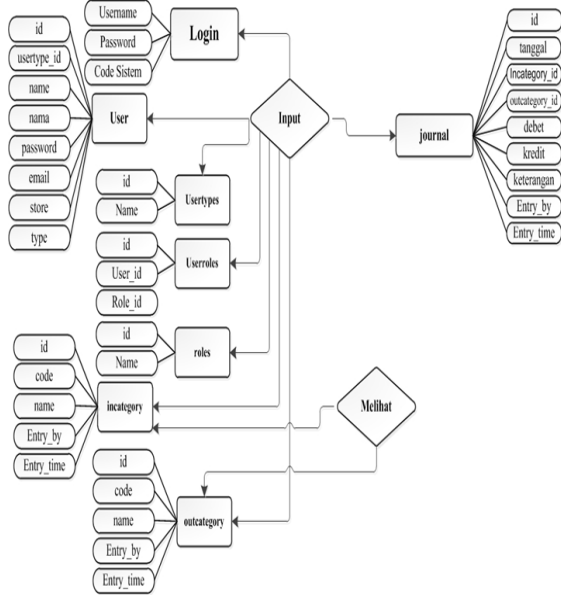 Username
Password
Code Sistem
Login
id
usertype_id
name
nama
password
email
store
type
User
Input
id
tanggal
Incategory_id
outcategory_id
debet
kredit
keterangan
Entry_by
Entry_time
journal
id
Name
Usertypes
id
User_id
Role_id
Userroles
id
Name
roles
id
code
name
Entry_by
Entry_time
incategory
Melihat
id
code
name
Entry_by
Entry_time
outcategory